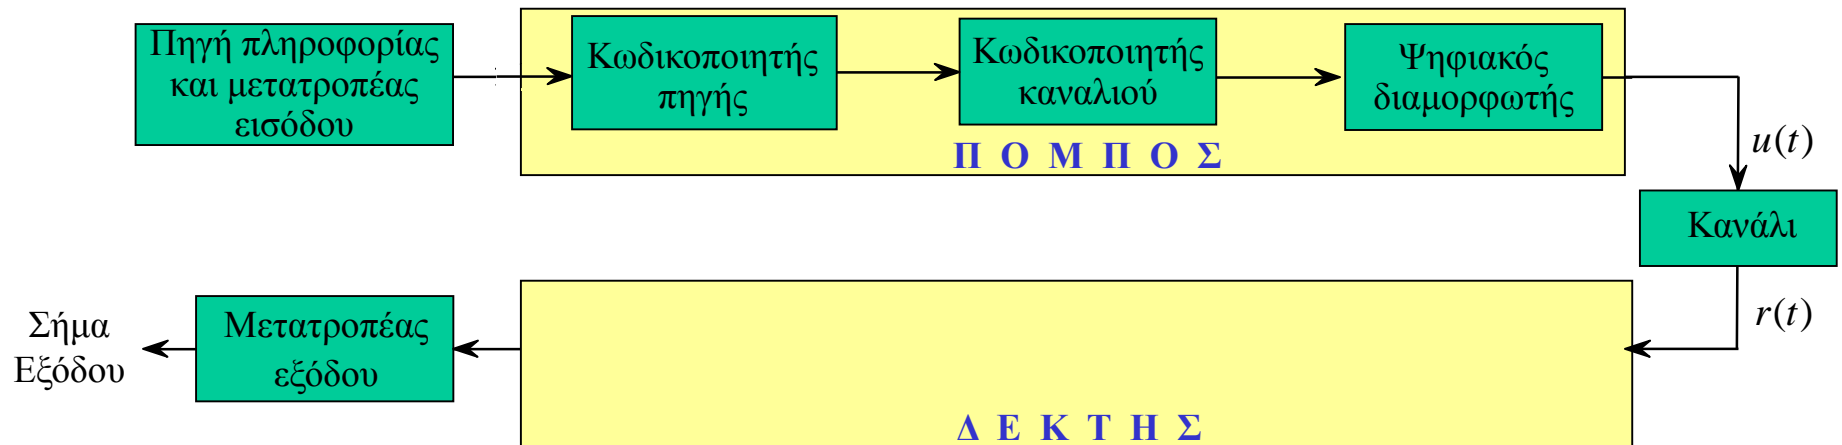 Πηγή πληροφορίας
και μετατροπέας
εισόδου
Κωδικοποιητής
πηγής
Κωδικοποιητής
καναλιού
Ψηφιακός
διαμορφωτής
Π Ο Μ Π Ο Σ
u(t)
Κανάλι
r(t)
Δ Ε Κ Τ Η Σ
Μετατροπέας
εξόδου
Σήμα
Εξόδου